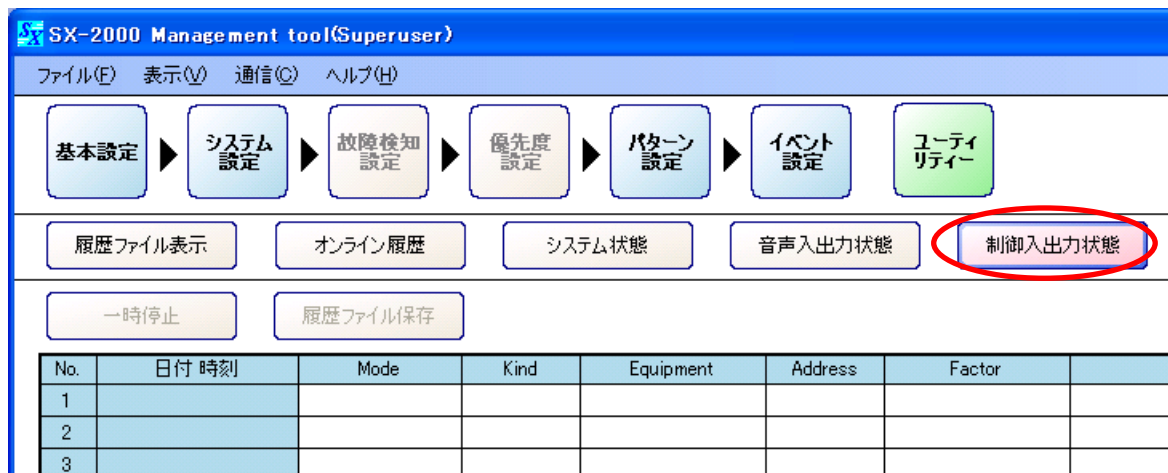 SX SX-2000 Management tool(Superuser)
ファイル(F) 表示(V) 通信(C) ヘルプ(H)
基本設定 システム設定 故障検知設定 優先度設定 パターン設定 イベント設定 ユーティリティー
履歴ファイル表示 オンライン履歴 システム状態 音声入出力状態 制御入出力状態
一時停止 履歴ファイル保存
No. 日付 時刻 Mode Kind Equipment Address Factor
1
2
3